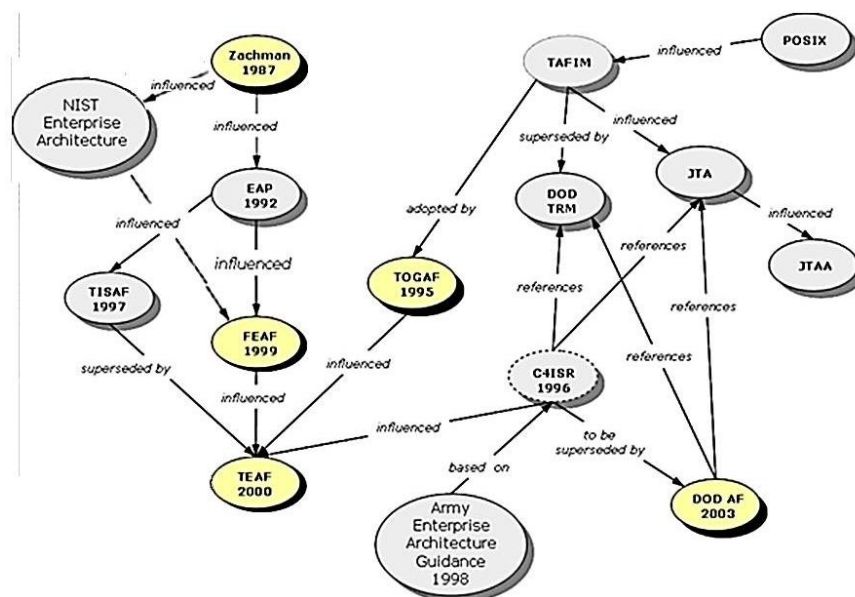 Zachman
1987
influenced
NIST
Enterprise
Architecture
influenced
EAP
1992
influenced
influenced
TISAF
1997
FEAF
1999
superseded by
influenced
TEAF
2000
TAFIM
influenced
POSIX
superseded by
influenced
DOD
TRM
JTA
adopted by
influenced
JTAA
TOGAF
1995
references
references
references
influenced
references
C4ISR
1996
influenced
to be
superseded by
based on
DOD AF
2003
Army
Enterprise
Architecture
Guidance
1998